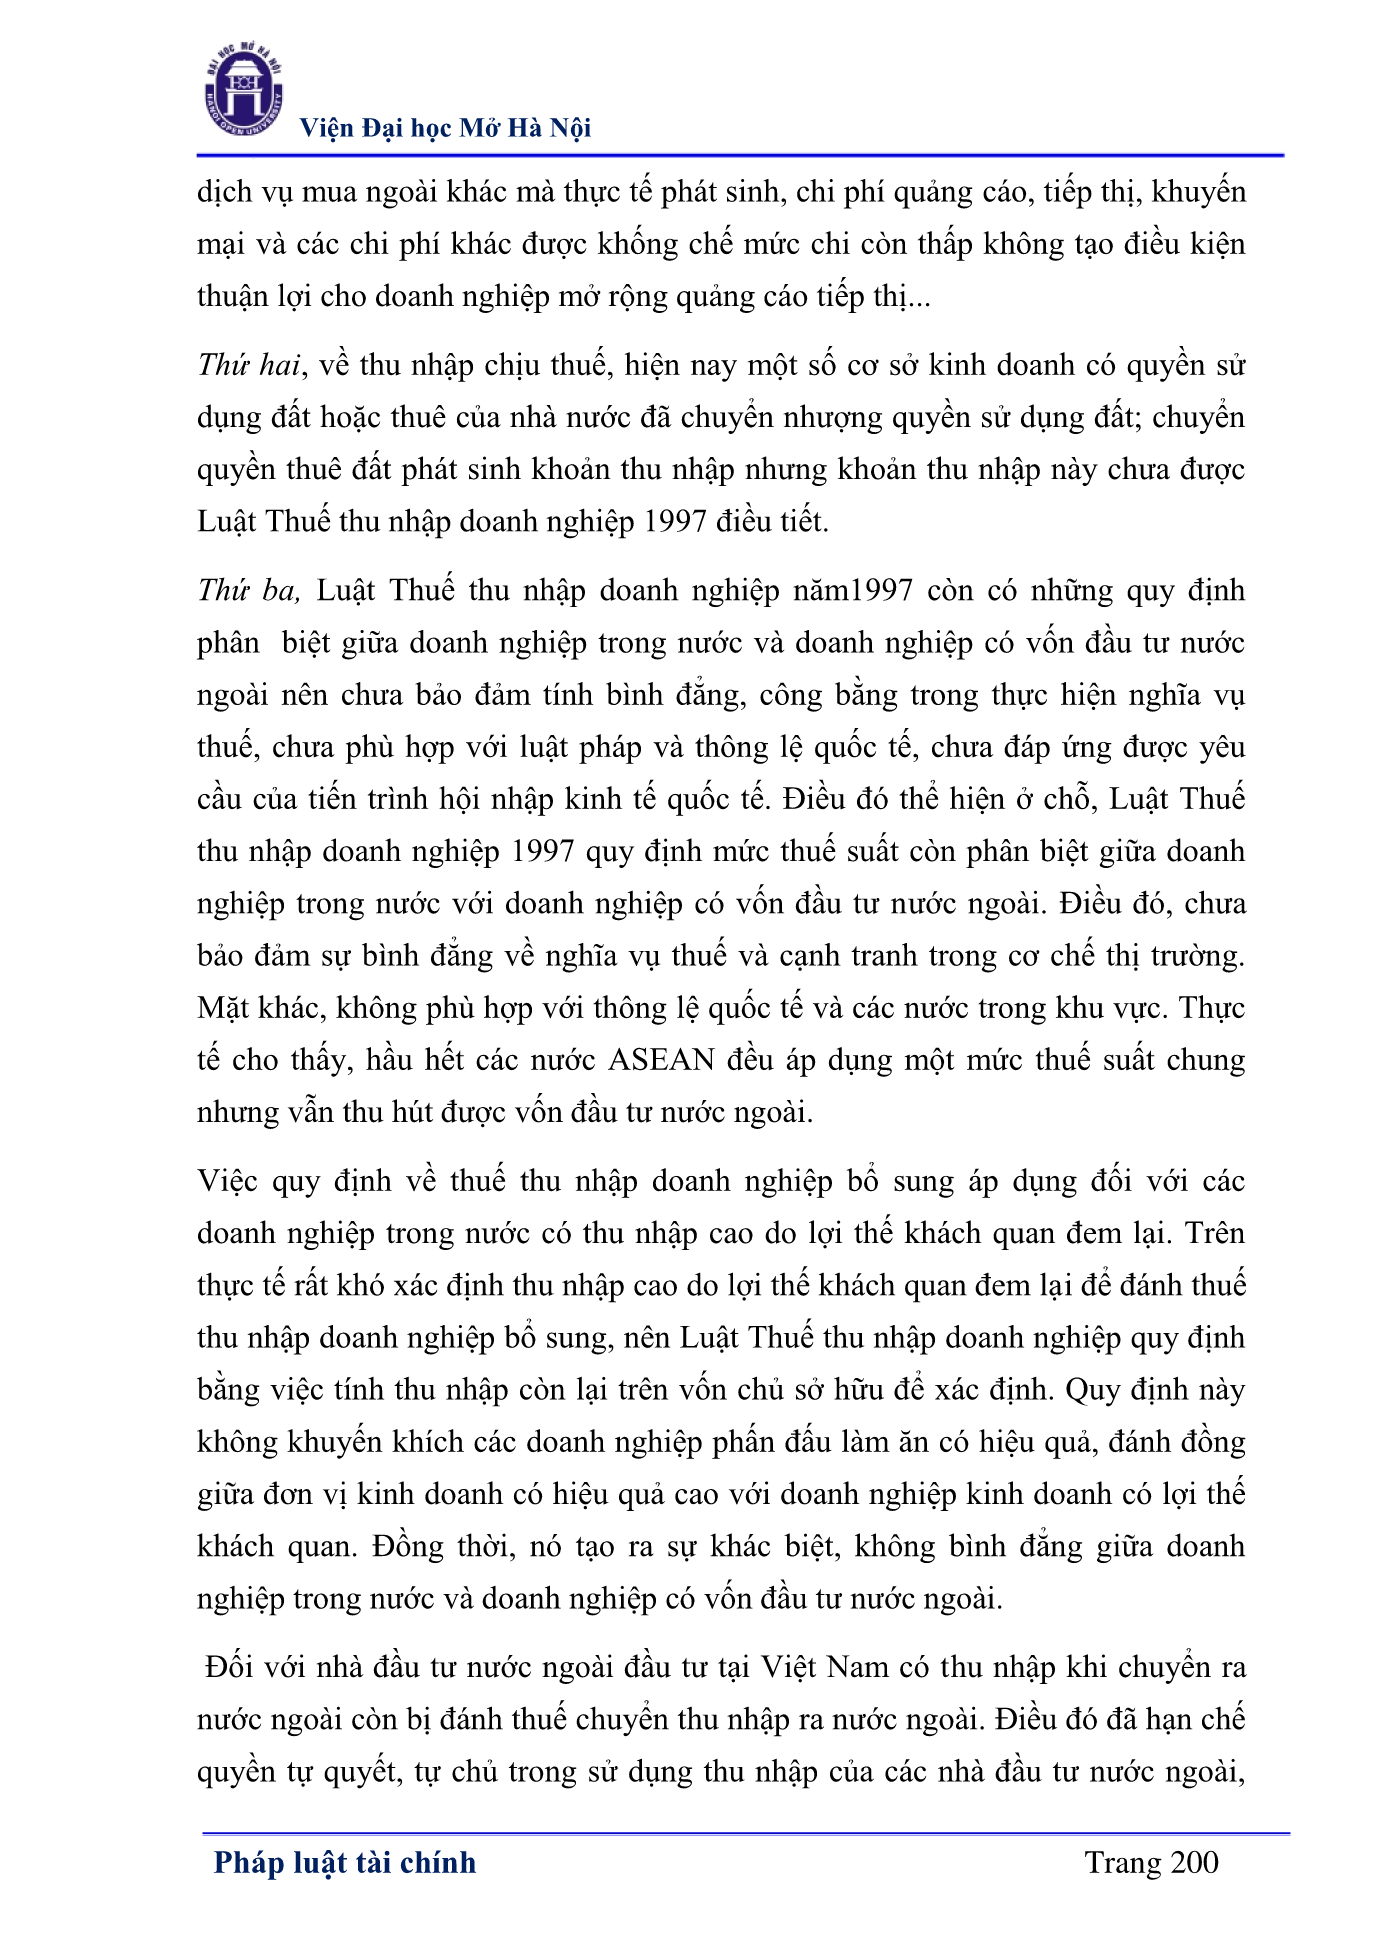 ĐẠI HỌC MỞ HÀ NỘI
HANOI OPEN UNIVERSITY
Viện Đại học Mở Hà Nội
dịch vụ mua ngoài khác mà thực tế phát sinh, chi phí quảng cáo, tiếp thị, khuyến
mại và các chi phí khác được khống chế mức chi còn thấp không tạo điều kiện
thuận lợi cho doanh nghiệp mở rộng quảng cáo tiếp thị...
Thứ hai, về thu nhập chịu thuế, hiện nay một số cơ sở kinh doanh có quyền sử
dụng đất hoặc thuê của nhà nước đã chuyển nhượng quyền sử dụng đất; chuyển
quyền thuê đất phát sinh khoản thu nhập nhưng khoản thu nhập này chưa được
Luật Thuế thu nhập doanh nghiệp 1997 điều tiết.
Thứ ba, Luật Thuế thu nhập doanh nghiệp năm1997 còn có những quy định
phân  biệt giữa doanh nghiệp trong nước và doanh nghiệp có vốn đầu tư nước
ngoài nên chưa bảo đảm tính bình đẳng, công bằng trong thực hiện nghĩa vụ
thuế, chưa phù hợp với luật pháp và thông lệ quốc tế, chưa đáp ứng được yêu
cầu của tiến trình hội nhập kinh tế quốc tế. Điều đó thể hiện ở chỗ, Luật Thuế
thu nhập doanh nghiệp 1997 quy định mức thuế suất còn phân biệt giữa doanh
nghiệp trong nước với doanh nghiệp có vốn đầu tư nước ngoài. Điều đó, chưa
bảo đảm sự bình đẳng về nghĩa vụ thuế và cạnh tranh trong cơ chế thị trường.
Mặt khác, không phù hợp với thông lệ quốc tế và các nước trong khu vực. Thực
tế cho thấy, hầu hết các nước ASEAN đều áp dụng một mức thuế suất chung
nhưng vẫn thu hút được vốn đầu tư nước ngoài.
Việc quy định về thuế thu nhập doanh nghiệp bổ sung áp dụng đối với các
doanh nghiệp trong nước có thu nhập cao do lợi thế khách quan đem lại. Trên
thực tế rất khó xác định thu nhập cao do lợi thế khách quan đem lại để đánh thuế
thu nhập doanh nghiệp bổ sung, nên Luật Thuế thu nhập doanh nghiệp quy định
bằng việc tính thu nhập còn lại trên vốn chủ sở hữu để xác định. Quy định này
không khuyến khích các doanh nghiệp phấn đấu làm ăn có hiệu quả, đánh đồng
giữa đơn vị kinh doanh có hiệu quả cao với doanh nghiệp kinh doanh có lợi thế
khách quan. Đồng thời, nó tạo ra sự khác biệt, không bình đẳng giữa doanh
nghiệp trong nước và doanh nghiệp có vốn đầu tư nước ngoài.
Đối với nhà đầu tư nước ngoài đầu tư tại Việt Nam có thu nhập khi chuyển ra
nước ngoài còn bị đánh thuế chuyển thu nhập ra nước ngoài. Điều đó đã hạn chế
quyền tự quyết, tự chủ trong sử dụng thu nhập của các nhà đầu tư nước ngoài,
Pháp luật tài chính
Trang 200